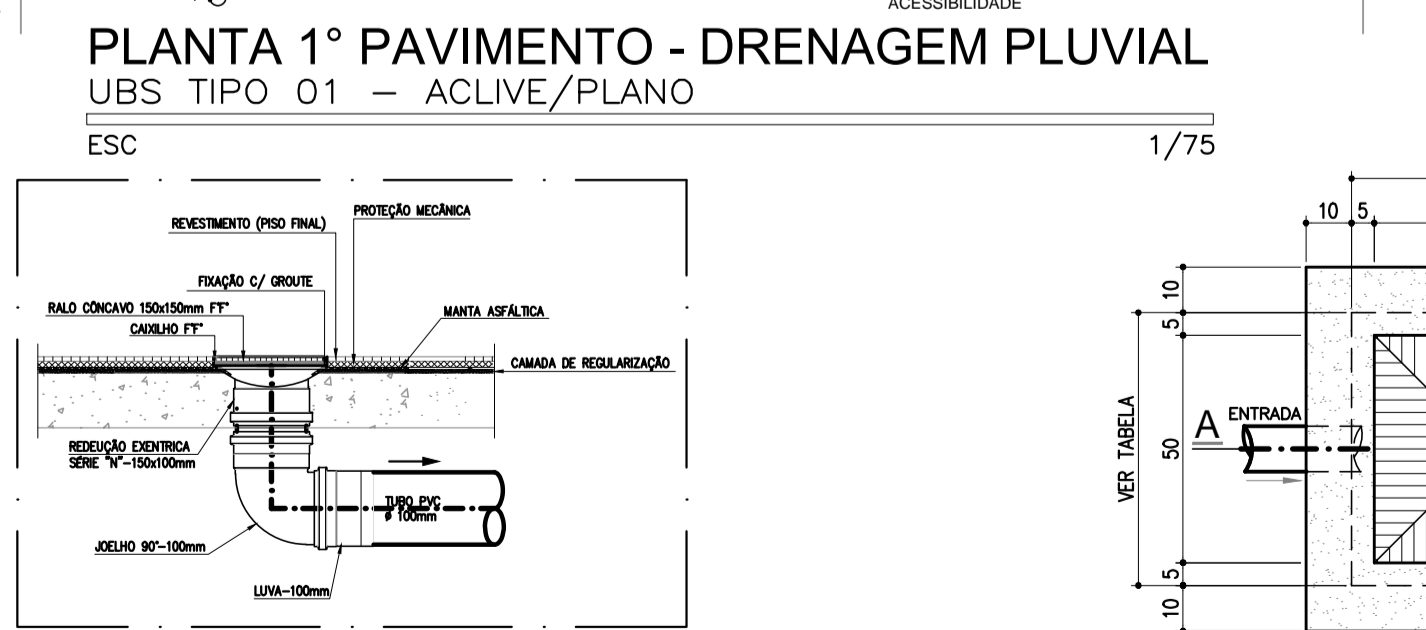 ACESSIBILIDADE
PLANTA 1° PAVIMENTO - DRENAGEM PLUVIAL
UBS TIPO 01 - ACLIVE/PLANO
ESC 1/75
PROTEÇÃO MECÂNICA
REVESTIMENTO (PISO FINAL)
FIXAÇÃO C/ GROUTE
RALO CÔNCAVO 150x150mm F°F°
MANTA ASFÁLTICA
CAIXILHO F°F°
CAMADA DE REGULARIZAÇÃO
REDEUÇÃO EXENTRICA
SÉRIE "N"-150x100mm
TUBO PVC
ø 100mm
JOELHO 90°-100mm
LUVA-100mm
10 5
10
5
VER TABELA
50
A ENTRADA
5
10